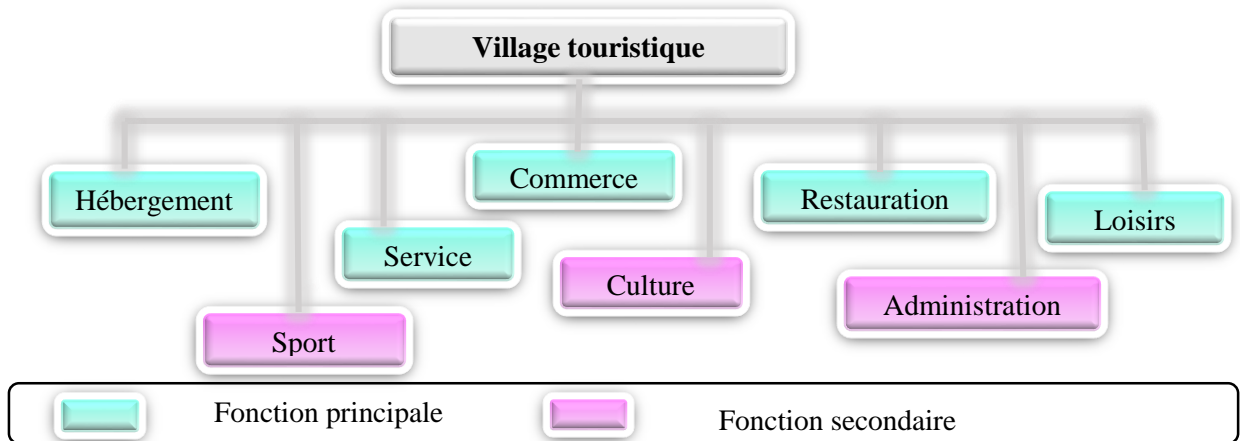 Village touristique
Commerce
Restauration
Hébergement
Loisirs
Service
Culture
Administration
Sport
Fonction principale
Fonction secondaire